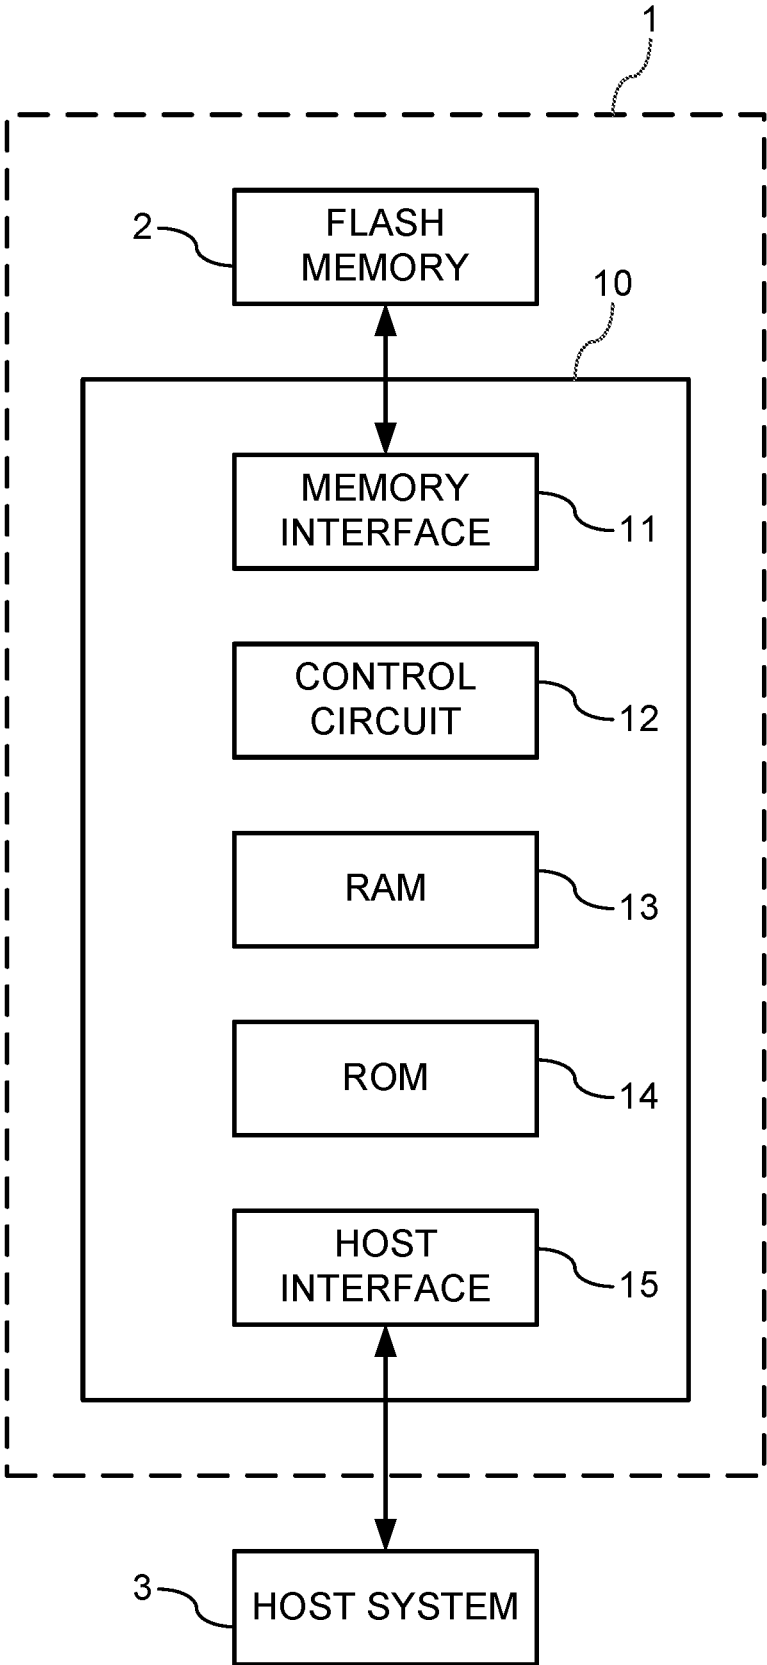 1
2
FLASH
MEMORY
10
MEMORY
INTERFACE
11
CONTROL
CIRCUIT
12
RAM
13
ROM
14
HOST
INTERFACE
15
3
HOST SYSTEM